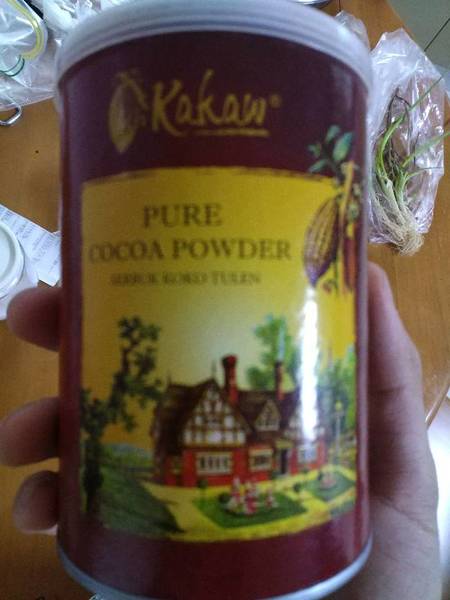 Kakaw®
PURE
COCOA POWDER
SERBUK KOKO TULEN